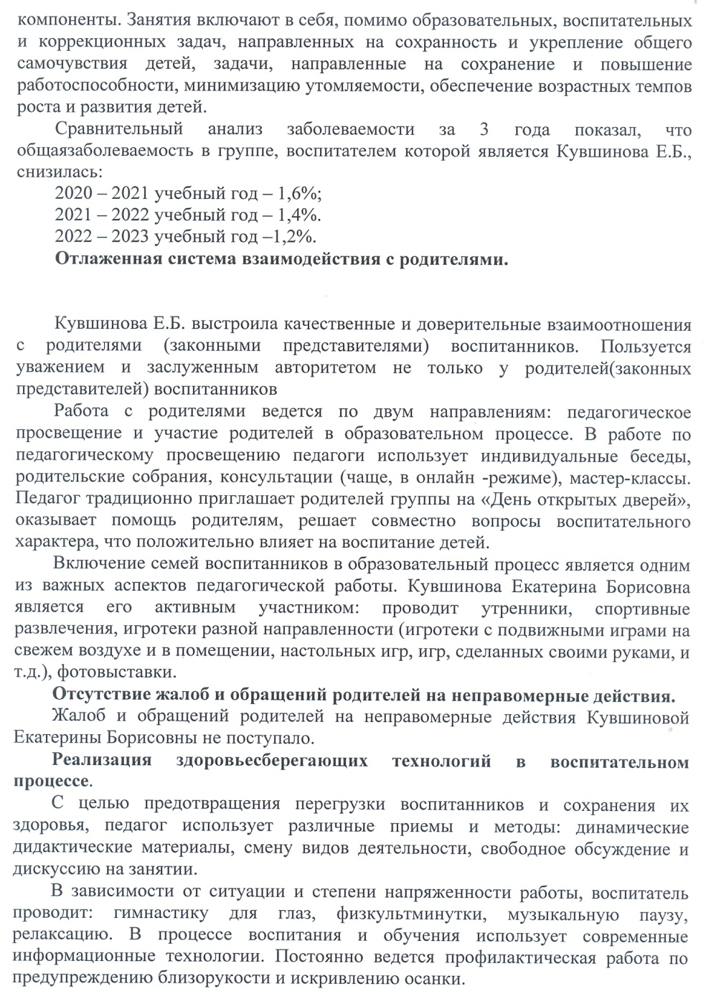 компоненты. Занятия включают в себя, помимо образовательных, воспитательных
и коррекционных задач, направленных на сохранность и укрепление общего
самочувствия детей, задачи, направленные на сохранение и повышение
работоспособности, минимизацию утомляемости, обеспечение возрастных темпов
роста и развития детей.
Сравнительный анализ заболеваемости за 3 года показал, что
общаязаболеваемость в группе, воспитателем которой является Кувшинова Е.Б.,
снизилась:
2020 – 2021 учебный год – 1,6%;
2021 – 2022 учебный год – 1,4%.
2022 – 2023 учебный год –1,2%.
Отлаженная система взаимодействия с родителями.
Кувшинова Е.Б. выстроила качественные и доверительные взаимоотношения
с родителями (законными представителями) воспитанников. Пользуется
уважением и заслуженным авторитетом не только у родителей(законных
представителей) воспитанников
Работа с родителями ведется по двум направлениям: педагогическое
просвещение и участие родителей в образовательном процессе. В работе по
педагогическому просвещению педагоги использует индивидуальные беседы,
родительские собрания, консультации (чаще, в онлайн -режиме), мастер-классы.
Педагог традиционно приглашает родителей группы на «День открытых дверей»,
оказывает помощь родителям, решает совместно вопросы воспитательного
характера, что положительно влияет на воспитание детей.
Включение семей воспитанников в образовательный процесс является одним
из важных аспектов педагогической работы. Кувшинова Екатерина Борисовна
является его активным участником: проводит утренники, спортивные
развлечения, игротеки разной направленности (игротеки с подвижными играми на
свежем воздухе и в помещении, настольных игр, игр, сделанных своими руками, и
т.д.), фотовыставки.
Отсутствие жалоб и обращений родителей на неправомерные действия.
Жалоб и обращений родителей на неправомерные действия Кувшиновой
Екатерины Борисовны не поступало.
Реализация здоровьесберегающих технологий в воспитательном
процессе.
С целью предотвращения перегрузки воспитанников и сохранения их
здоровья, педагог использует различные приемы и методы: динамические
дидактические материалы, смену видов деятельности, свободное обсуждение и
дискуссию на занятии.
В зависимости от ситуации и степени напряженности работы, воспитатель
проводит: гимнастику для глаз, физкультминутки, музыкальную паузу,
релаксацию. В процессе воспитания и обучения использует современные
информационные технологии. Постоянно ведется профилактическая работа по
предупреждению близорукости и искривлению осанки.